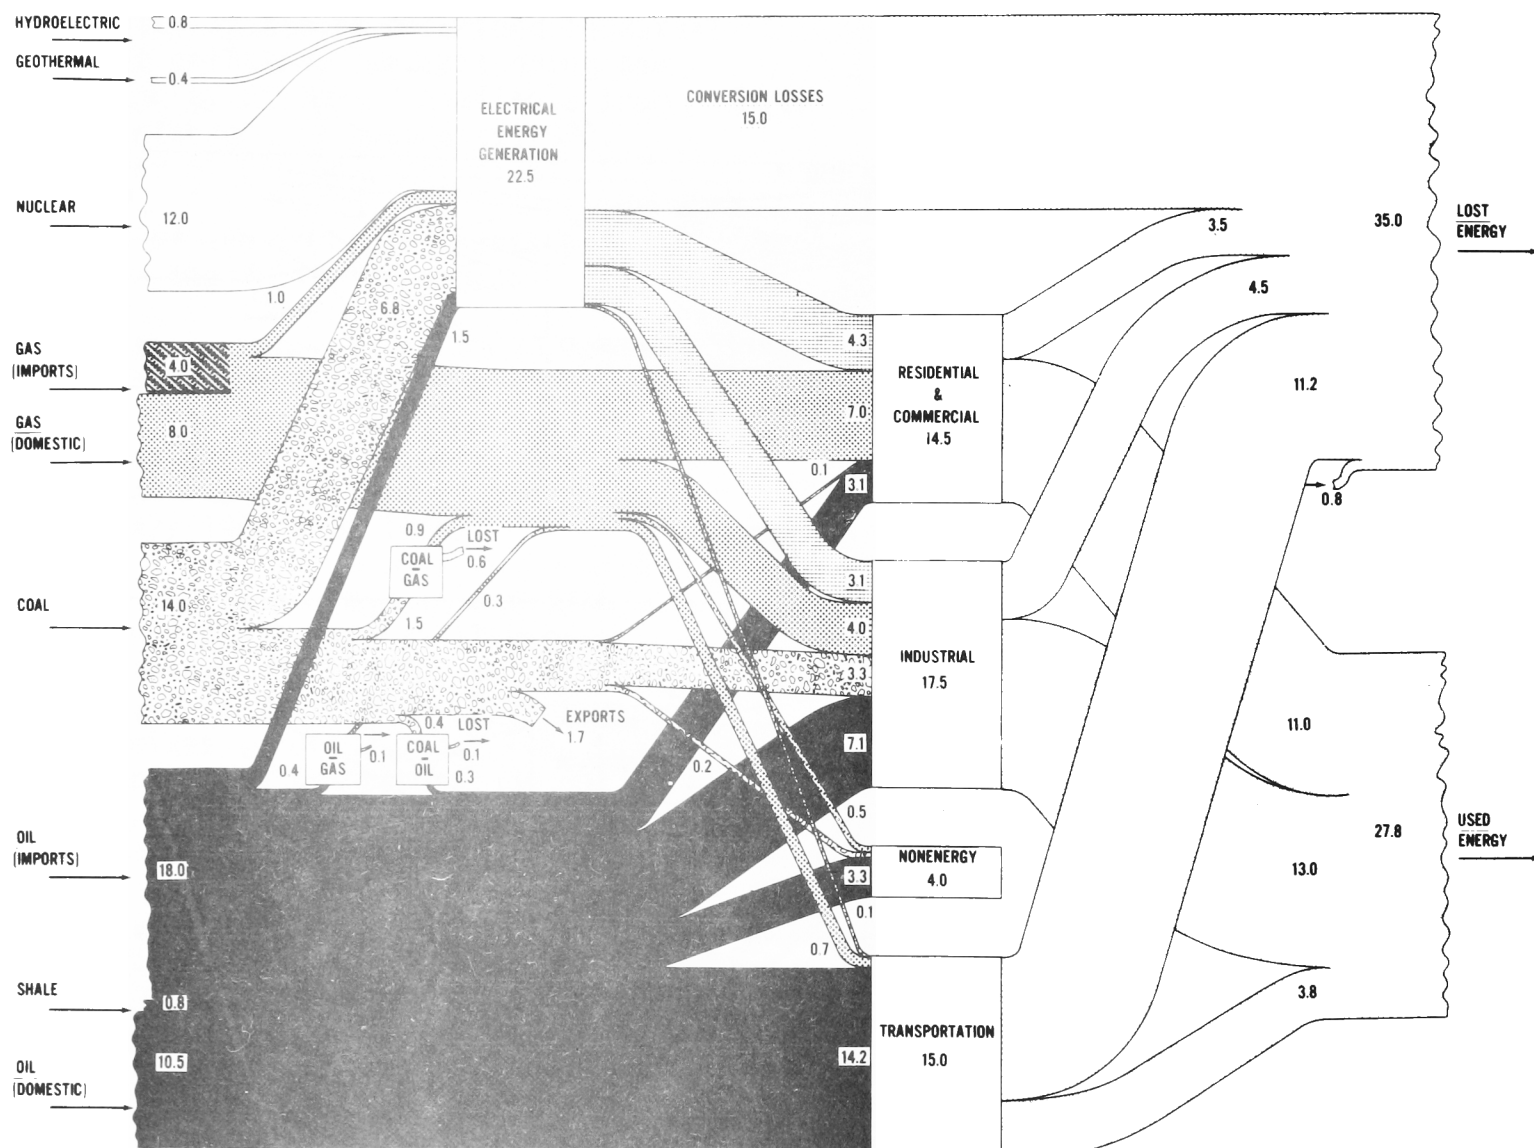 HYDROELECTRIC
0.8
GEOTHERMAL
0.4
ELECTRICAL
ENERGY
GENERATION
22.5
CONVERSION LOSSES
15.0
NUCLEAR
12.0
1.0
6.8
1.5
3.5
35.0
LOST
ENERGY
4.5
GAS
(IMPORTS)
4.0
4.3
RESIDENTIAL
&
COMMERCIAL
14.5
11.2
GAS
(DOMESTIC)
8.0
7.0
0.1
3.1
0.8
0.9
LOST
0.6
COAL
GAS
3.1
COAL
14.0
1.5
0.3
4.0
INDUSTRIAL
17.5
3.3
0.4
LOST
0.1
EXPORTS
1.7
OIL
GAS
0.1
COAL
OIL
0.3
0.4
0.2
7.1
11.0
0.5
OIL
(IMPORTS)
18.0
NONENERGY
4.0
3.3
27.8
USED
ENERGY
13.0
0.1
0.7
SHALE
0.8
3.8
OIL
(DOMESTIC)
10.5
14.2
TRANSPORTATION
15.0